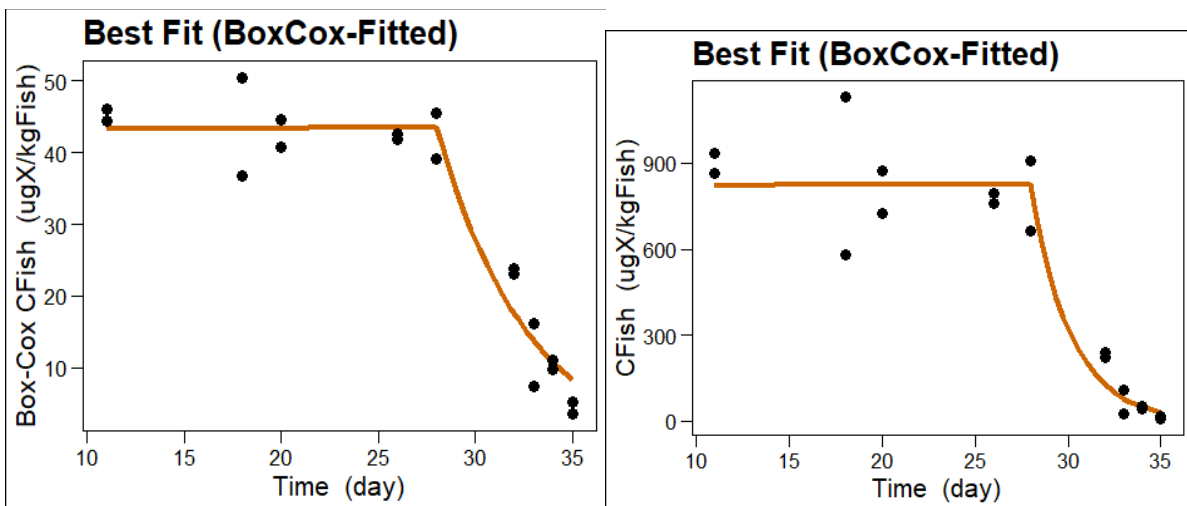 Best Fit (BoxCox-Fitted)
Box-Cox CFish (ugX/kgFish)
50
40
30
20
10
10 15 20 25 30 35
Time (day)
Best Fit (BoxCox-Fitted)
CFish (ugX/kgFish)
900
600
300
0
10 15 20 25 30 35
Time (day)